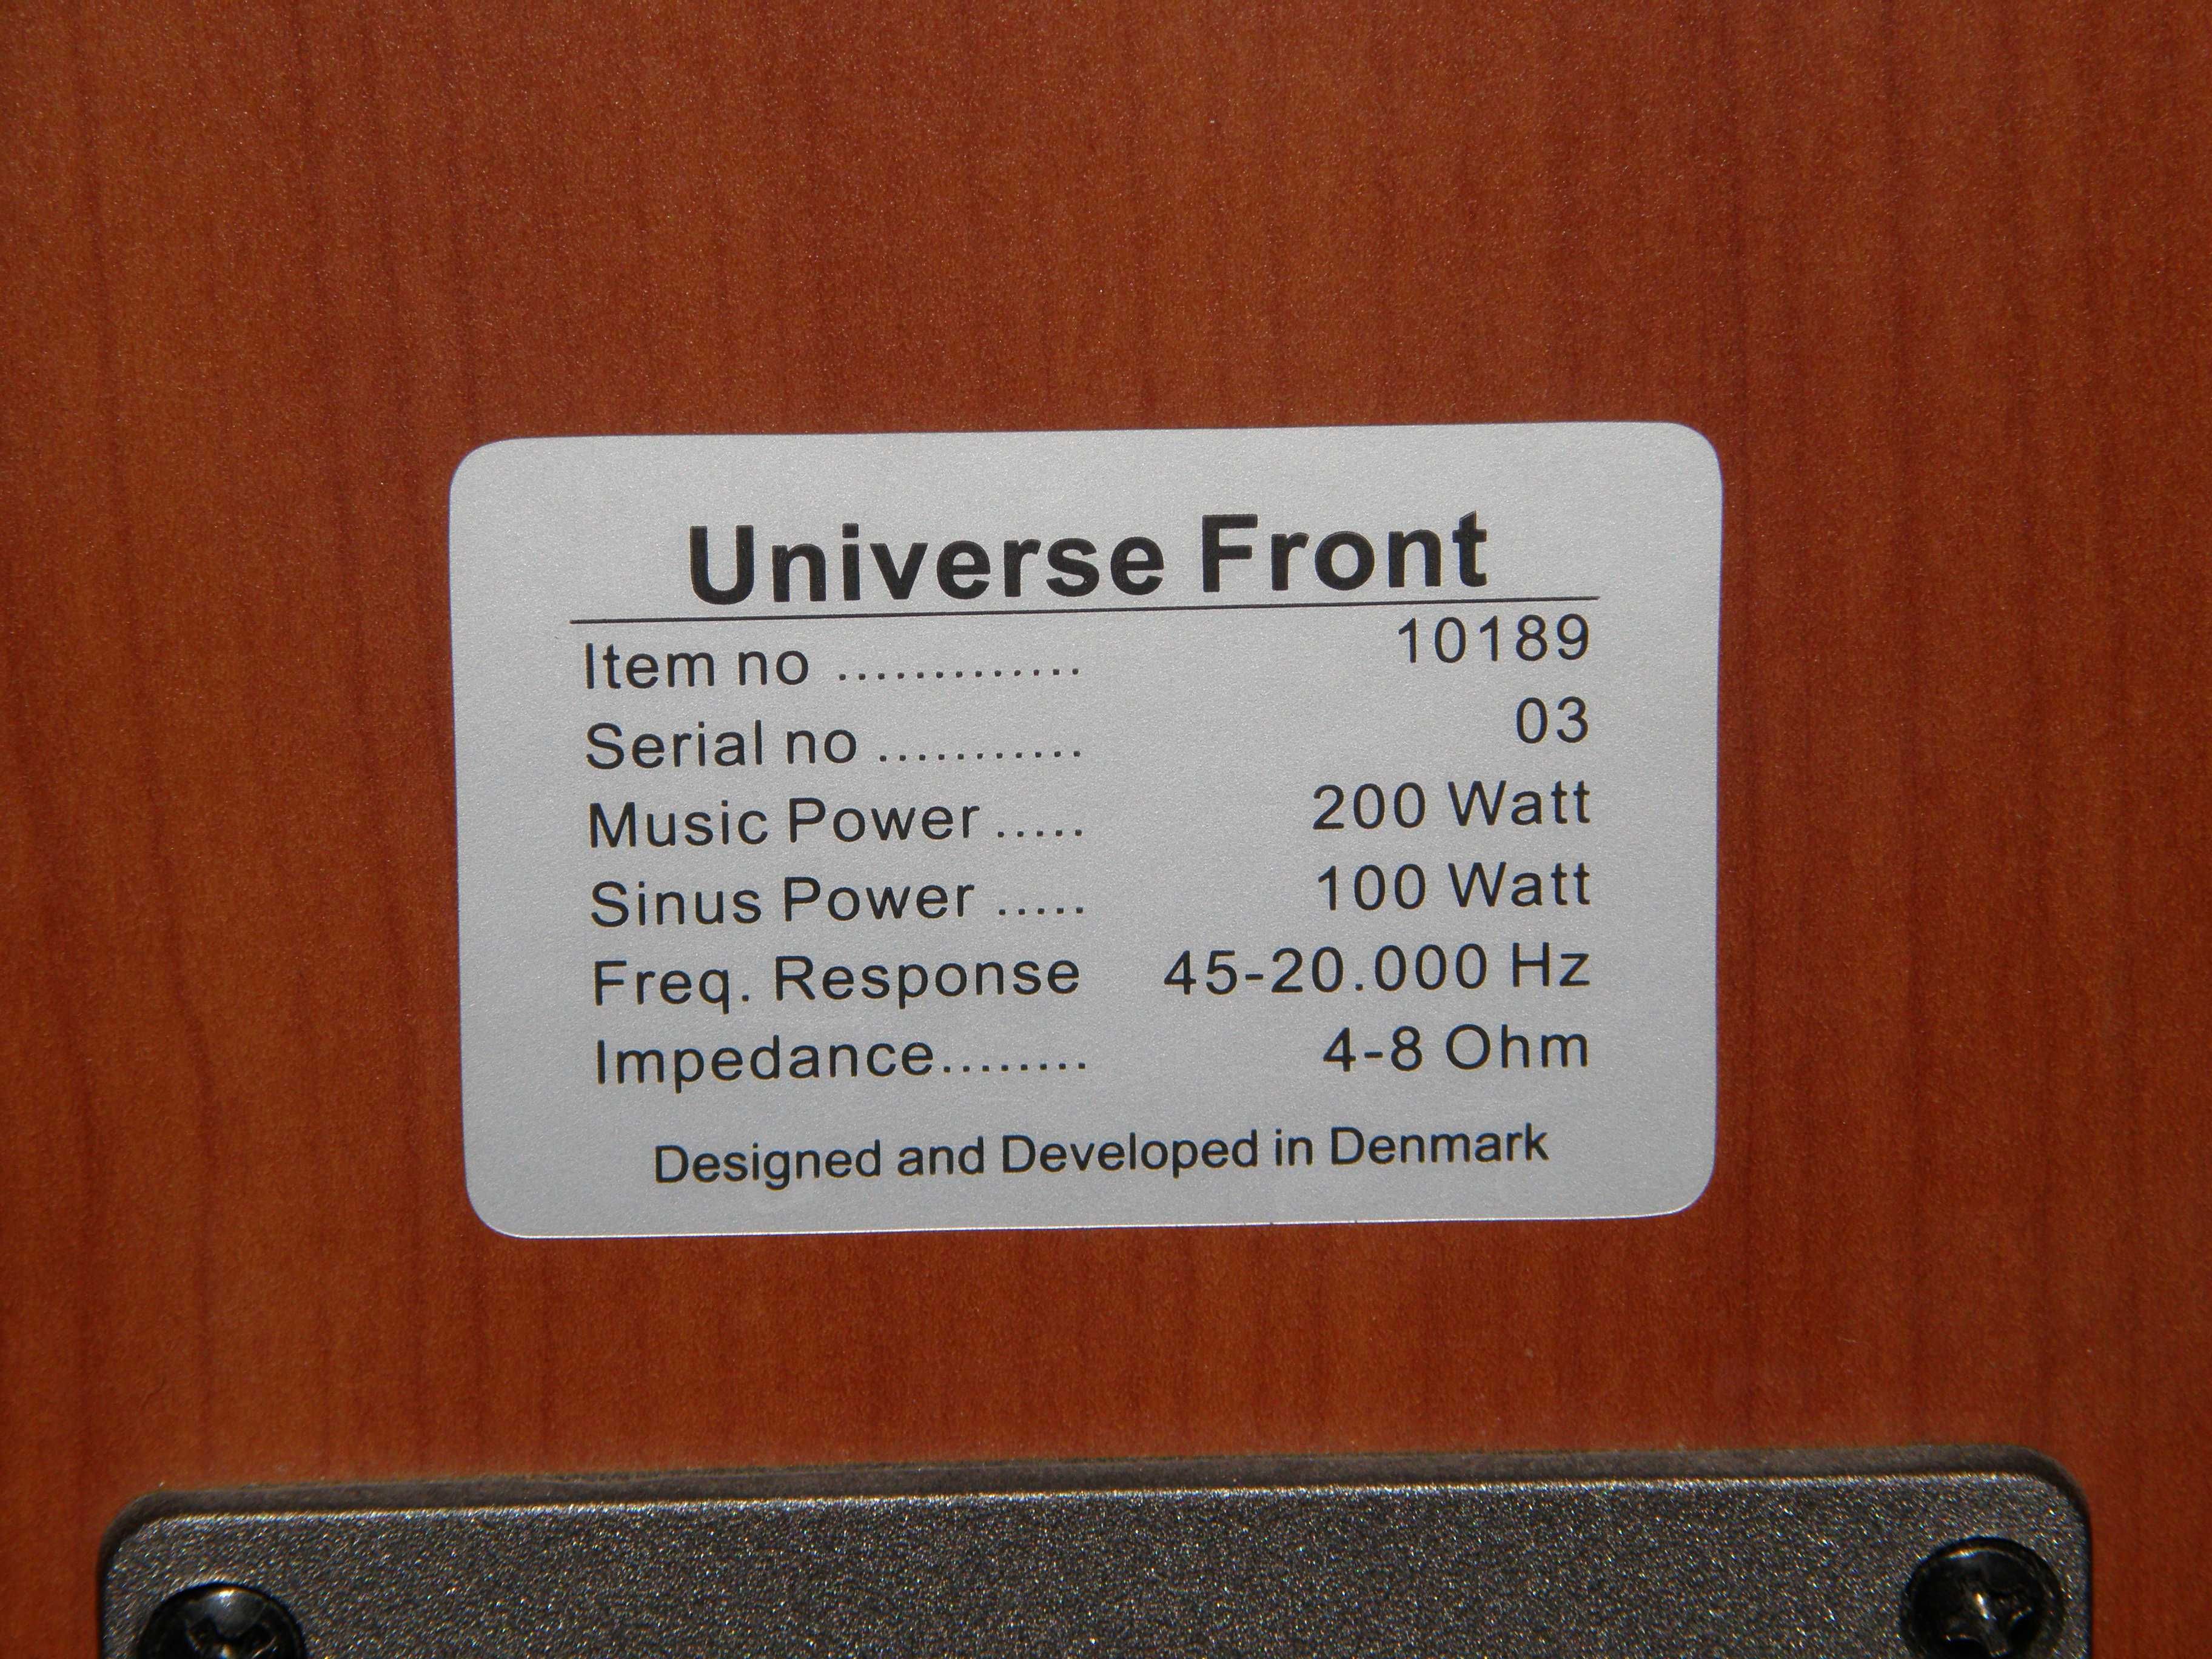 Universe Front
Item no ............. 10189
Serial no ........... 03
Music Power ..... 200 Watt
Sinus Power ..... 100 Watt
Freq. Response 45-20.000 Hz
Impedance........ 4-8 Ohm
Designed and Developed in Denmark